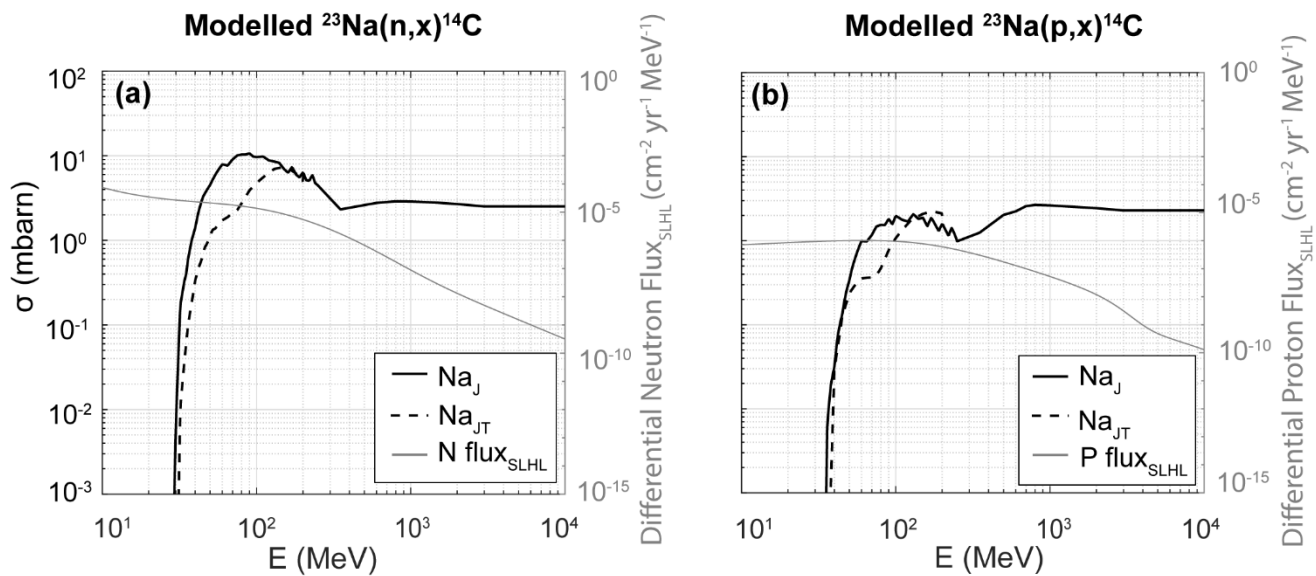 Modelled ²³Na(n,x)¹⁴C
(a)
σ (mbarn)
10²
10¹
10⁰
10⁻¹
10⁻²
10⁻³
10¹
10²
10³
10⁴
E (MeV)
10⁰
10⁻⁵
10⁻¹⁰
10⁻¹⁵
Differential Neutron Flux_SLHL (cm⁻² yr⁻¹ MeV⁻¹)
Na_J
Na_JT
N flux_SLHL
Modelled ²³Na(p,x)¹⁴C
(b)
10¹
10²
10³
10⁴
E (MeV)
10⁰
10⁻⁵
10⁻¹⁰
10⁻¹⁵
Differential Proton Flux_SLHL (cm⁻² yr⁻¹ MeV⁻¹)
Na_J
Na_JT
P flux_SLHL